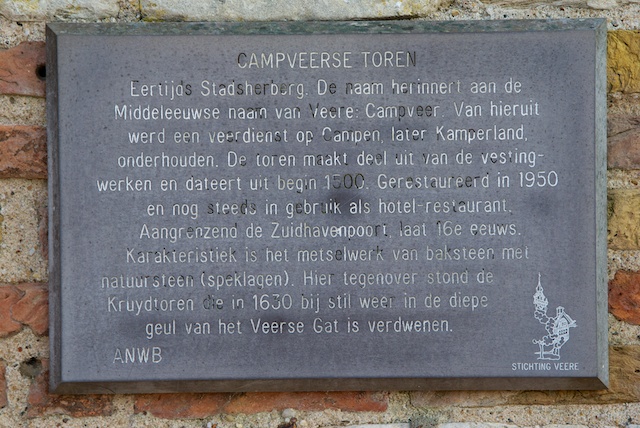 CAMPVEERSE TOREN
Eertijds Stadsherberg. De naam herinnert aan de
Middeleeuwse naam van Veere: Campveer. Van hieruit
werd een veerdienst op Campen, later Kamperland,
onderhouden. De toren maakt deel uit van de vesting-
werken en dateert uit begin 1500. Gerestaureerd in 1950
en nog steeds in gebruik als hotel-restaurant.
Aangrenzend de Zuidhavenpoort, laat 16e eeuws.
Karakteristiek is het metselwerk van baksteen met
natuursteen (speklagen). Hier tegenover stond de
Kruydtoren die in 1630 bij stil weer in de diepe
geul van het Veerse Gat is verdwenen.
ANWB
STICHTING VEERE